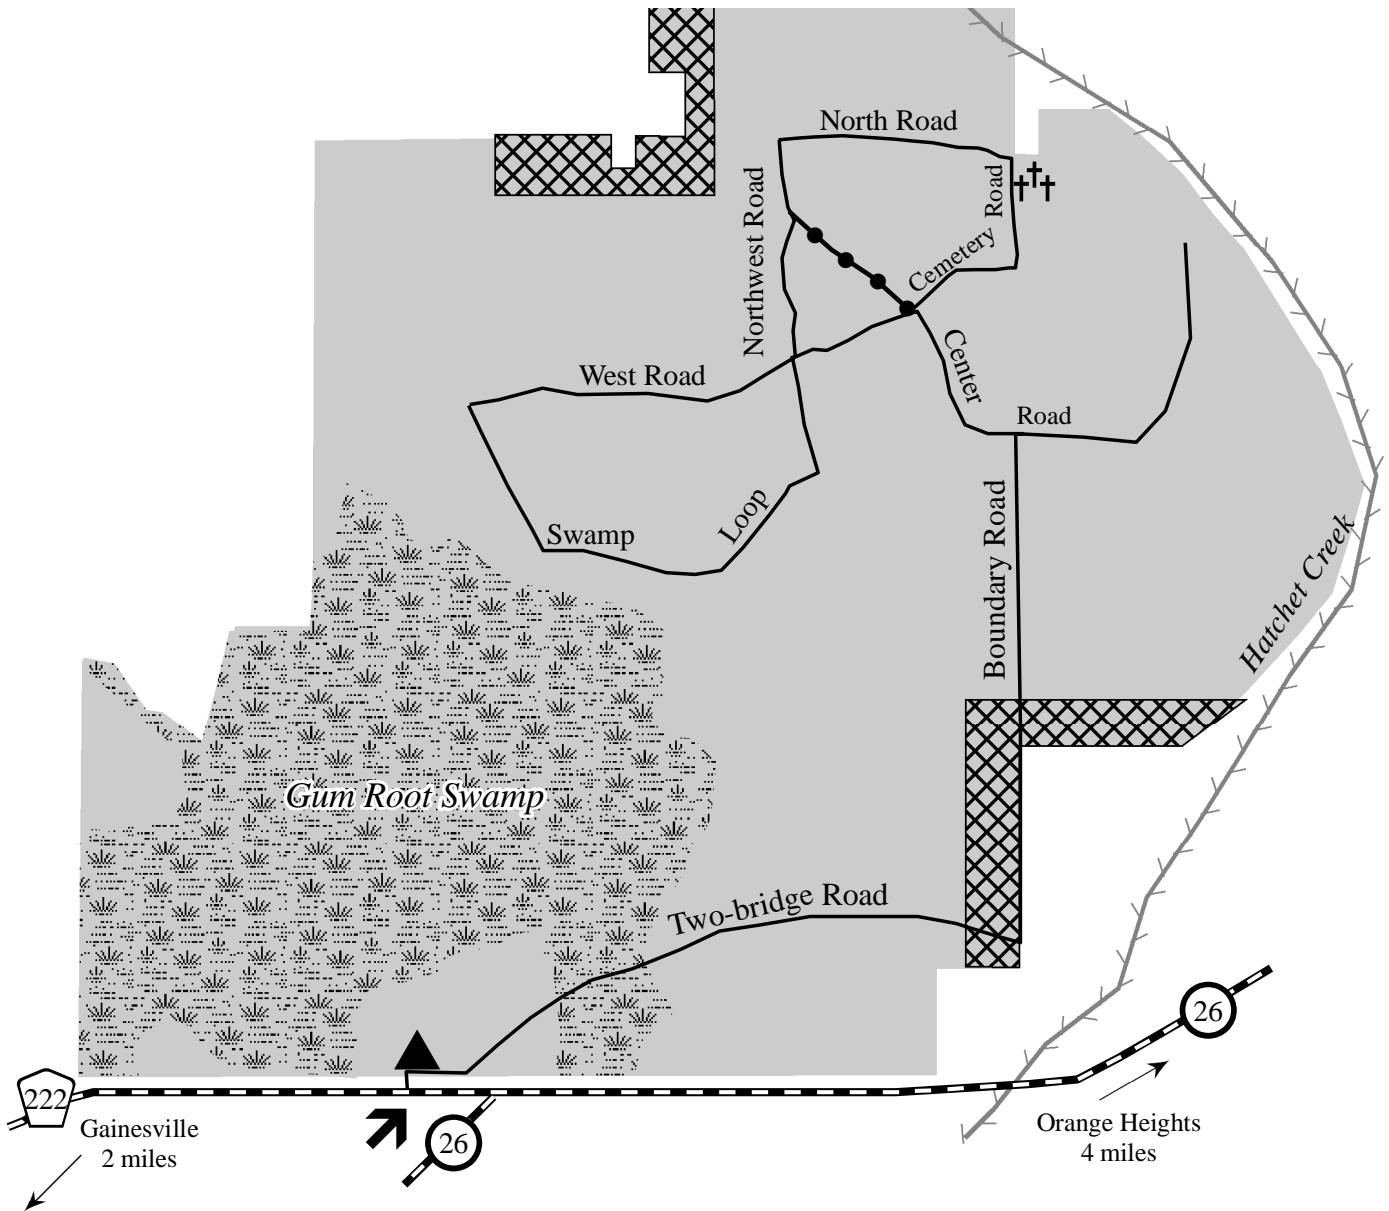 North Road
Northwest Road
Cemetery Road
West Road
Center Road
Swamp Loop
Boundary Road
Hatchet Creek
Gum Root Swamp
Two-bridge Road
26
222
Gainesville
2 miles
26
Orange Heights
4 miles